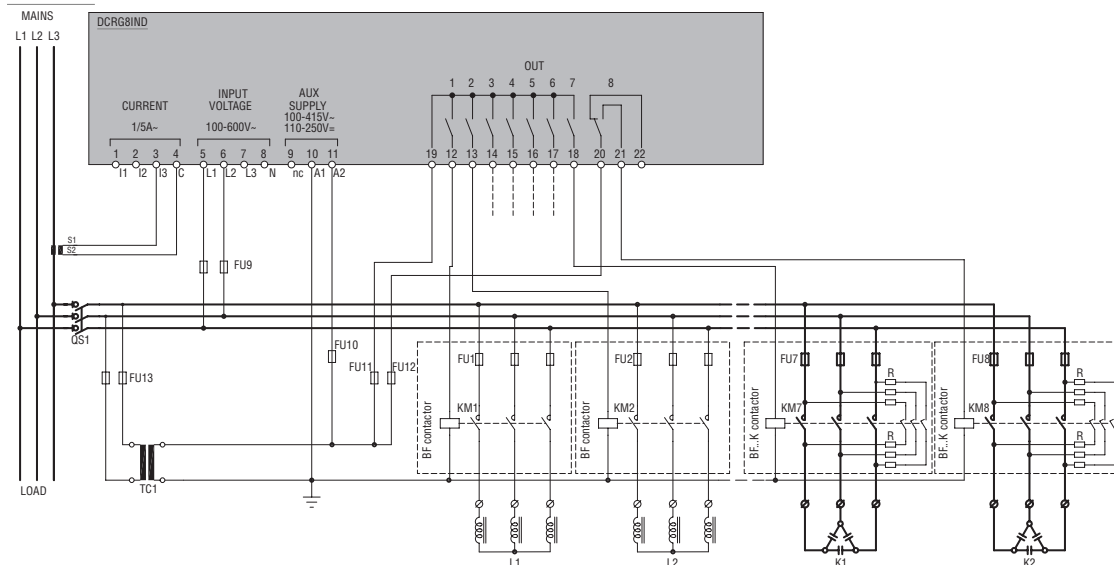 MAINS
L1 L2 L3
DCRG8IND
OUT
1 2 3 4 5 6 7 8
CURRENT
1/5A~
INPUT
VOLTAGE
100-600V~
AUX
SUPPLY
100-415V~
110-250V=
1 2 3 4 5 6 7 8 9 10 11 19 12 13 14 15 16 17 18 20 21 22
I1 I2 I3 C L1 L2 L3 N nc A1 A2
S1
S2
FU9
QS1
FU10
FU13
FU11
FU12
FU1
FU2
FU7
FU8
R
R
KM1
KM2
KM7
KM8
BF contactor
BF contactor
BF...K contactor
BF...K contactor
R
R
TC1
LOAD
L1
L2
K1
K2